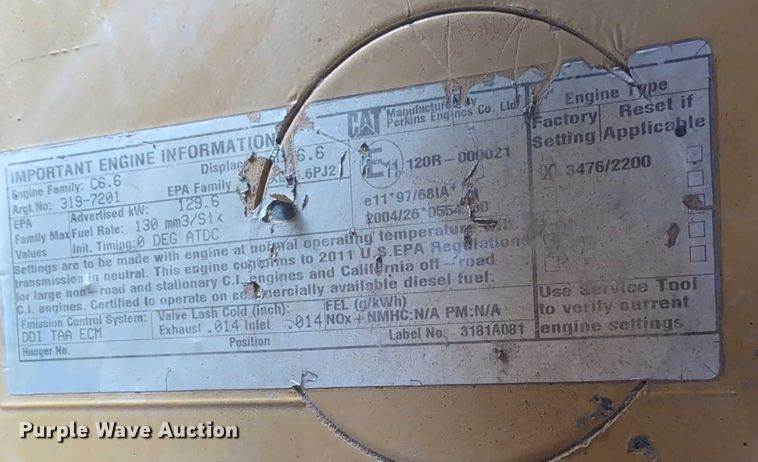 IMPORTANT ENGINE INFORMATION
CAT
Manufactured by
Perkins Engines Co. Ltd
Engine Family: C6.6
6.6
Argt.No: 319-7201
EPA Family
.6PJ2
E11 120R-000021
EPA
Family Max
Values
Advertised kW: 129.6
Fuel Rate: 130 mm3/Stk
Init. Timing:0 DEG ATDC
e11*97/68IA*
2004/26*0554*00
Settings are to be made with engine at normal operating temperature
transmission in neutral. This engine conforms to 2011 U.S.EPA Regulations
for large non-road and stationary C.I. engines and California off-road
C.I. engines. Certified to operate on commercially available diesel fuel.
Emission Control System:
DDI TAA ECM
Valve Lash Cold (inch):
Exhaust .014 Inlet .014
FEL (g/kWh)
NOx+NMHC:N/A PM:N/A
Hanger No.
Position
Label No. 3181A081
Engine Type
Factory Setting
Reset if Applicable
X 3476/2200
Use Service Tool
to verify current
engine settings
Purple Wave Auction